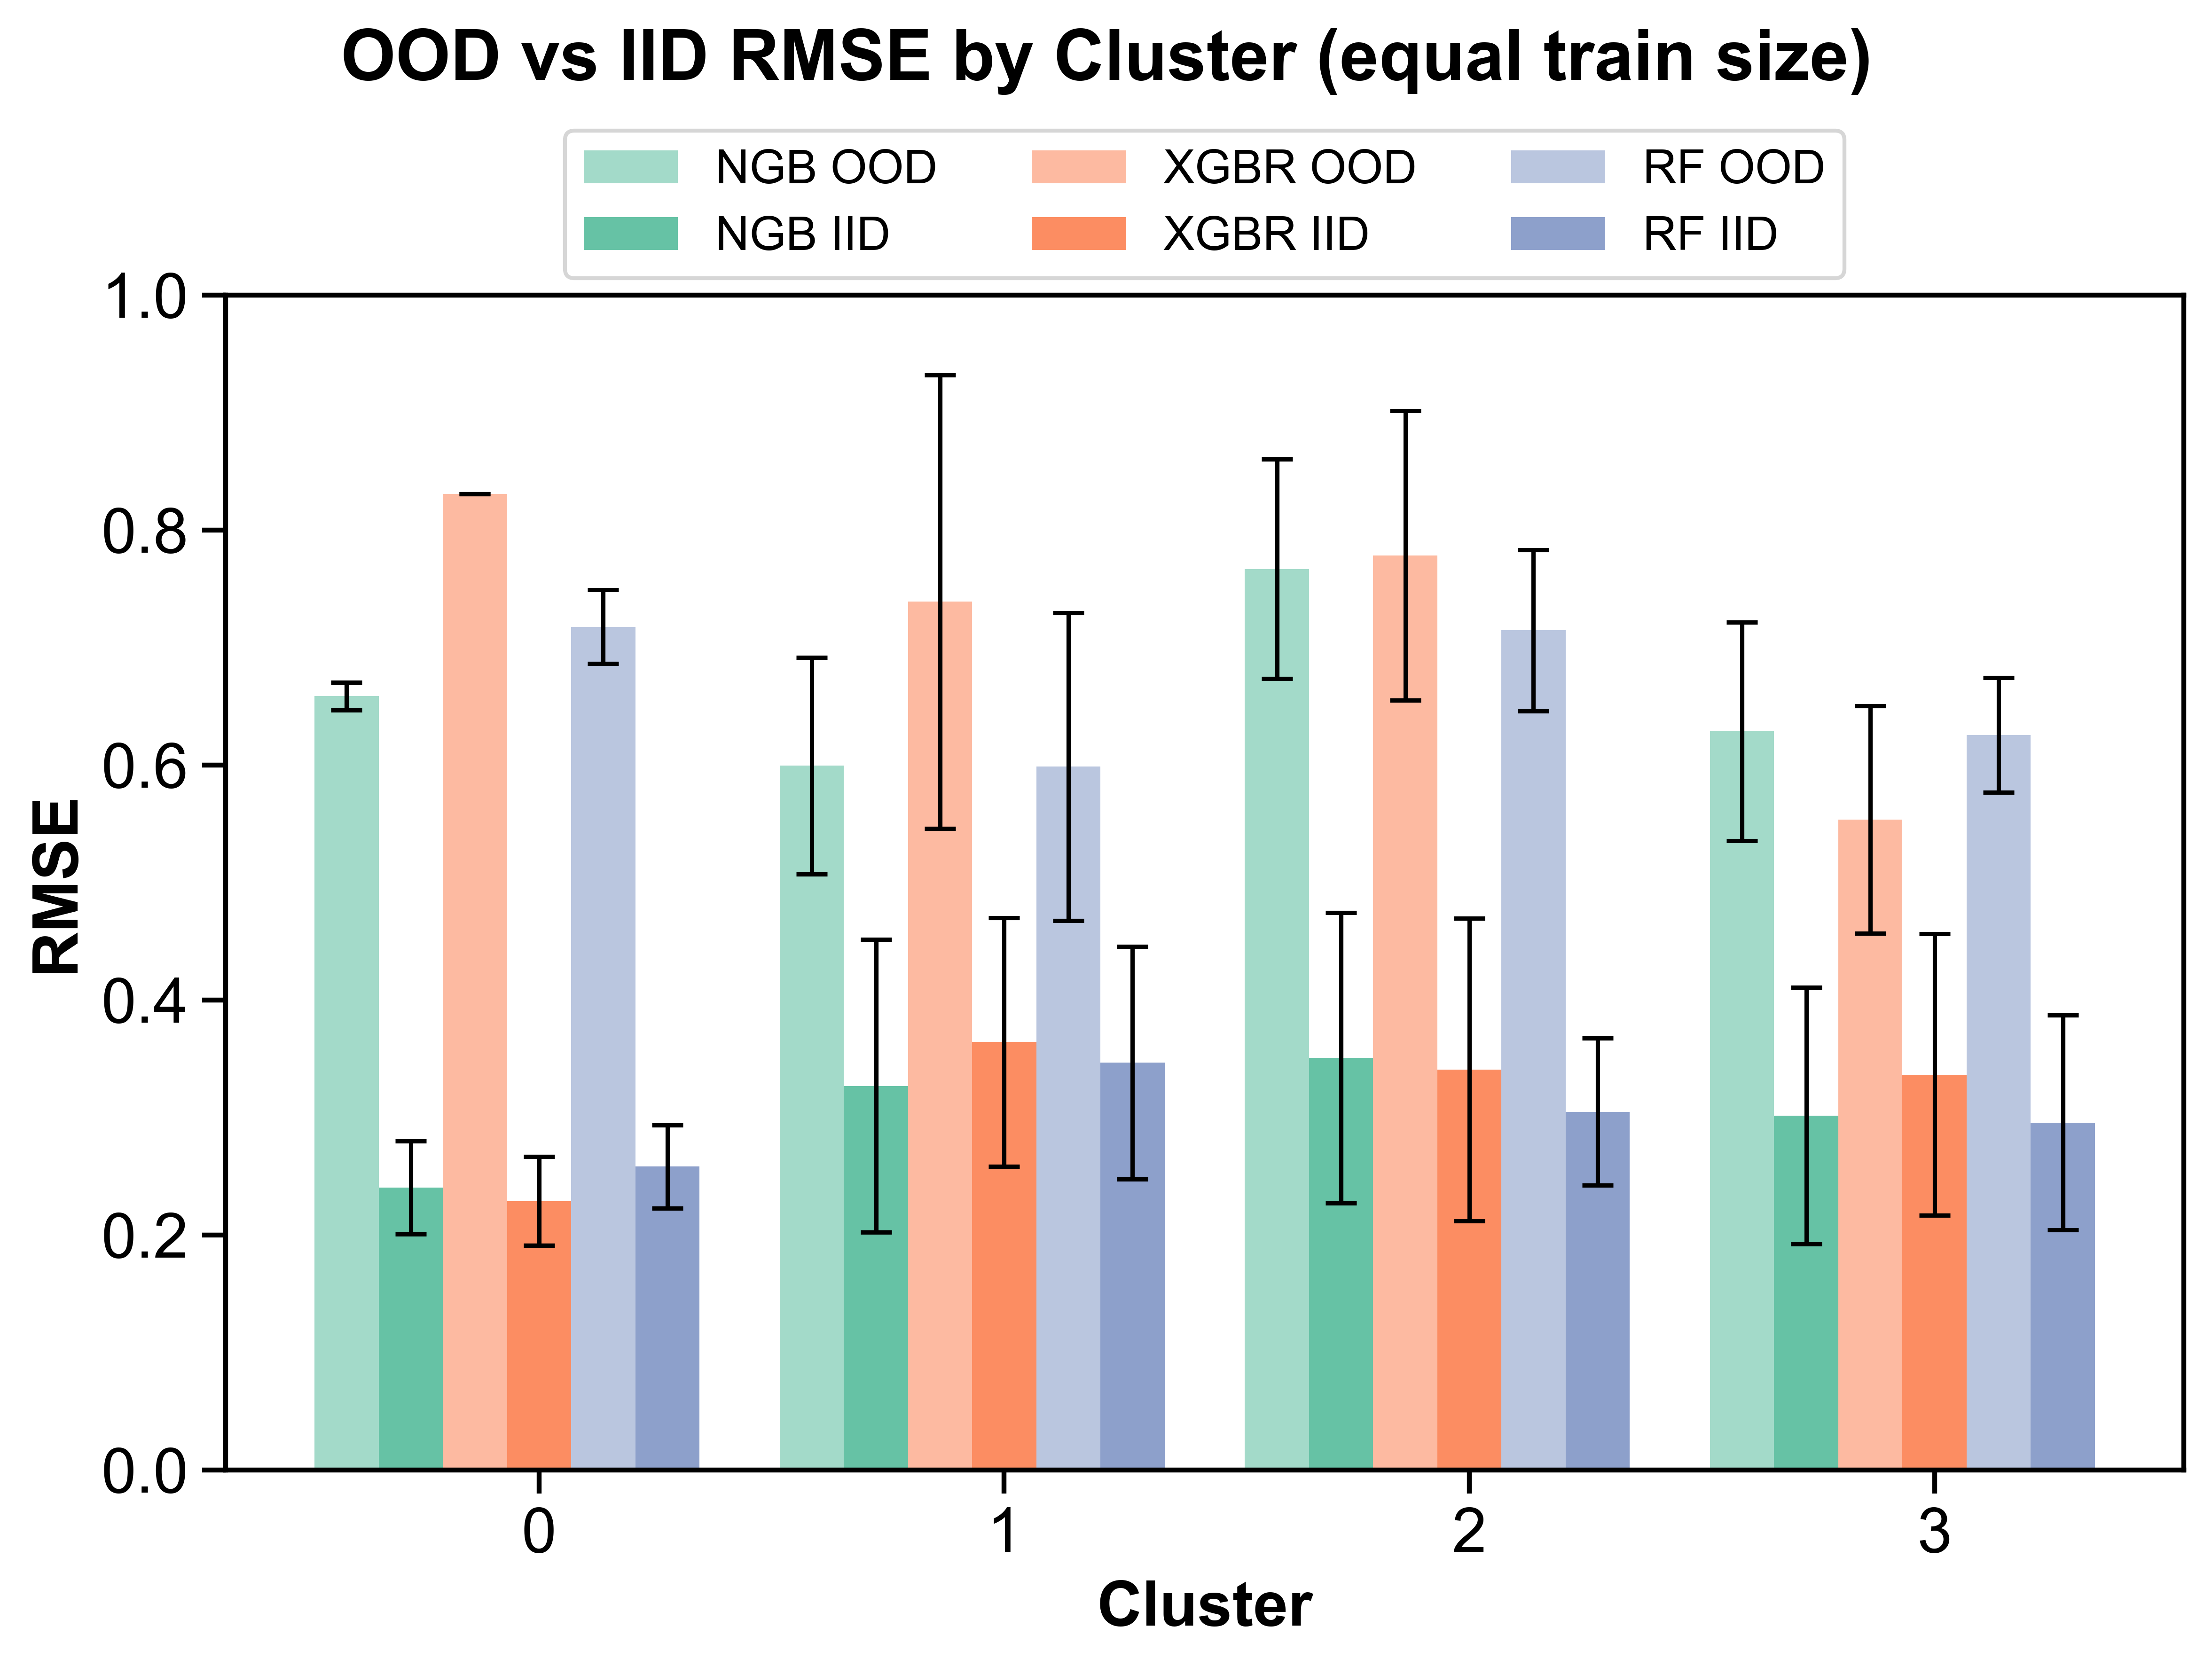 OOD vs IID RMSE by Cluster (equal train size)
NGB OOD XGBR OOD RF OOD
NGB IID XGBR IID RF IID
1.0
0.8
0.6
0.4
0.2
0.0
RMSE
0 1 2 3
Cluster